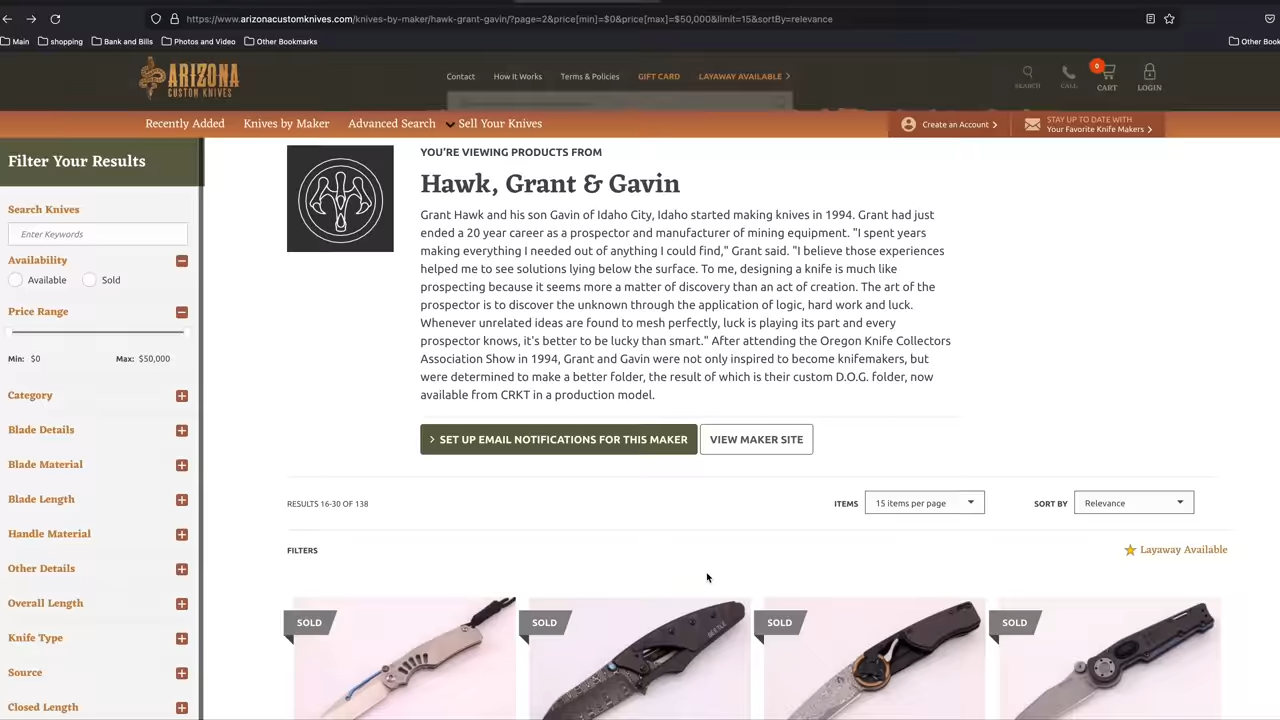 https://www.arizonacustomknives.com/knives-by-maker/hawk-grant-gavin/?page=2&price[min]=$0&price[max]=$50,000&limit=15&sortBy=relevance
Main shopping Bank and Bills Photos and Video Other Bookmarks Other Book
ARIZONA
CUSTOM KNIVES
Contact How It Works Terms & Policies GIFT CARD LAYAWAY AVAILABLE
SEARCH CALL 0 CART LOGIN
Recently Added Knives by Maker Advanced Search Sell Your Knives
Create an Account
STAY UP TO DATE WITH
Your Favorite Knife Makers
Filter Your Results
Search Knives
Enter Keywords
Availability
Available Sold
Price Range
Min: $0 Max: $50,000
Category
Blade Details
Blade Material
Blade Length
Handle Material
Other Details
Overall Length
Knife Type
Source
Closed Length
YOU'RE VIEWING PRODUCTS FROM
Hawk, Grant & Gavin
Grant Hawk and his son Gavin of Idaho City, Idaho started making knives in 1994. Grant had just
ended a 20 year career as a prospector and manufacturer of mining equipment. "I spent years
making everything I needed out of anything I could find," Grant said. "I believe those experiences
helped me to see solutions lying below the surface. To me, designing a knife is much like
prospecting because it seems more a matter of discovery than an act of creation. The art of the
prospector is to discover the unknown through the application of logic, hard work and luck.
Whenever unrelated ideas are found to mesh perfectly, luck is playing its part and every
prospector knows, it's better to be lucky than smart." After attending the Oregon Knife Collectors
Association Show in 1994, Grant and Gavin were not only inspired to become knifemakers, but
were determined to make a better folder, the result of which is their custom D.O.G. folder, now
available from CRKT in a production model.
SET UP EMAIL NOTIFICATIONS FOR THIS MAKER VIEW MAKER SITE
RESULTS 16-30 OF 138 ITEMS 15 items per page SORT BY Relevance
FILTERS Layaway Available
SOLD SOLD SOLD SOLD